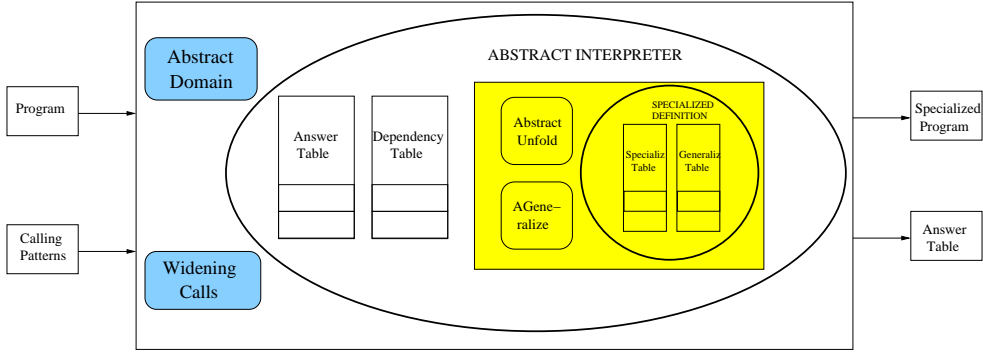 Program
Calling
Patterns
Abstract
Domain
Widening
Calls
ABSTRACT INTERPRETER
Answer
Table
Dependency
Table
Abstract
Unfold
AGene–
ralize
SPECIALIZED
DEFINITION
Specializ
Table
Generaliz
Table
Specialized
Program
Answer
Table